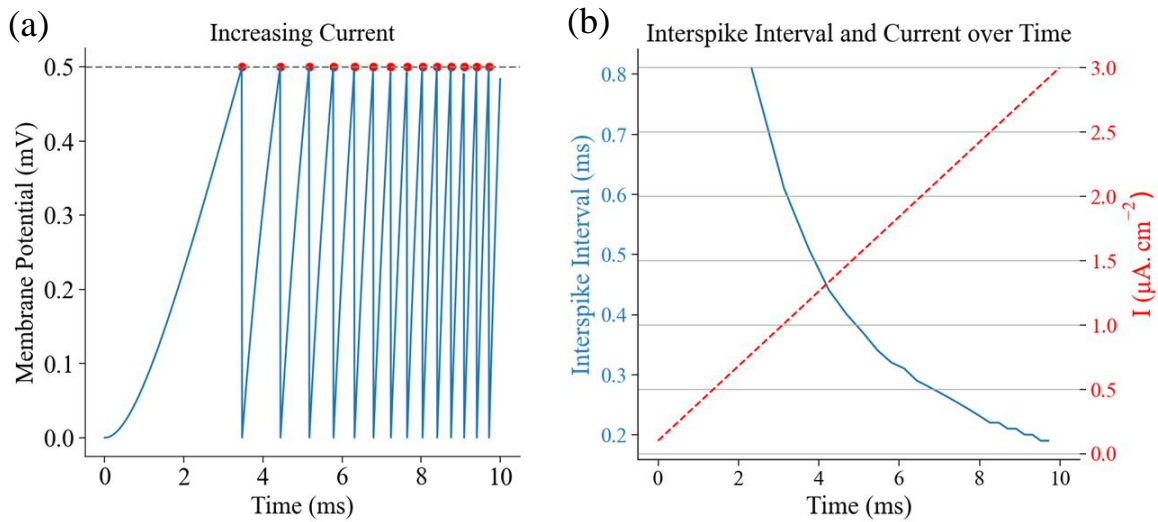 (a)
Increasing Current
0.5
0.4
0.3
0.2
0.1
0.0
Membrane Potential (mV)
0 2 4 6 8 10
Time (ms)
(b)
Interspike Interval and Current over Time
0.8
0.7
0.6
0.5
0.4
0.3
0.2
Interspike Interval (ms)
0 2 4 6 8 10
Time (ms)
3.0
2.5
2.0
1.5
1.0
0.5
0.0
I (μA. cm⁻²)